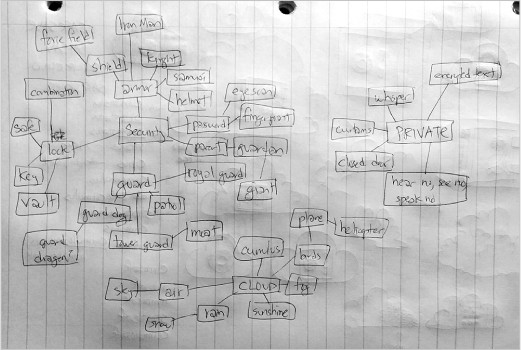 Iron Man
force field
shield
knight
encrypted text
armor
samurai
helmet
combination
eyescan
whisper
fingerprint
password
safe
Security
curtains
PRIVATE
lock
parent
guardian
closed door
key
guard
royal guard
giant
hear no, see no,
speak no
vault
guard dog
patrol
plane
helicopter
guard
dragon?
tower guard
moat
cumulus
birds
sky
air
CLOUD
fog
snow
rain
sunshine